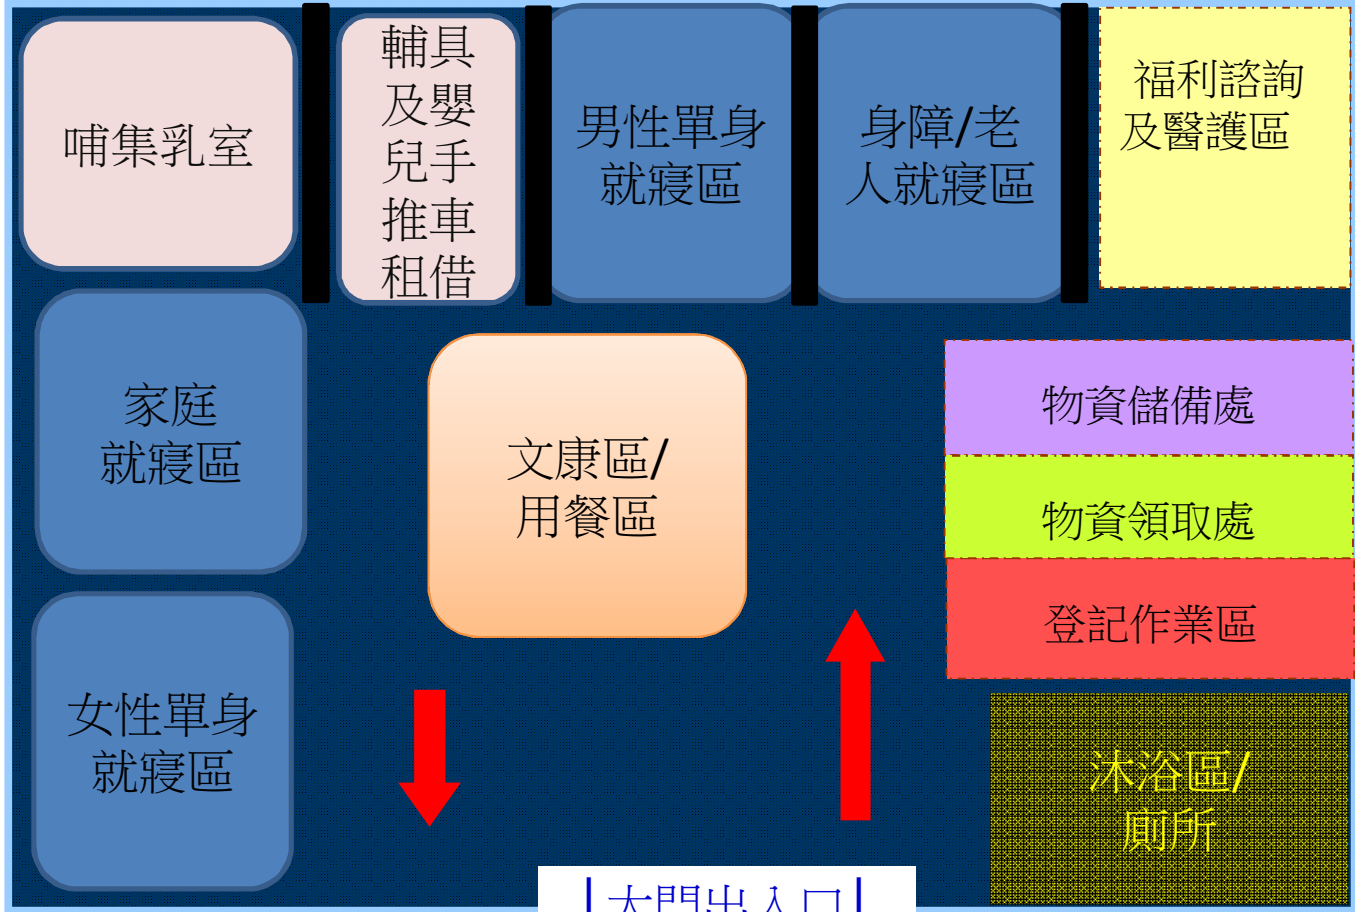 哺集乳室
輔具
及嬰
兒手
推車
租借
男性單身
就寢區
身障/老
人就寢區
福利諮詢
及醫護區
家庭
就寢區
文康區/
用餐區
物資儲備處
物資領取處
登記作業區
女性單身
就寢區
沐浴區/
廁所
大門出入口